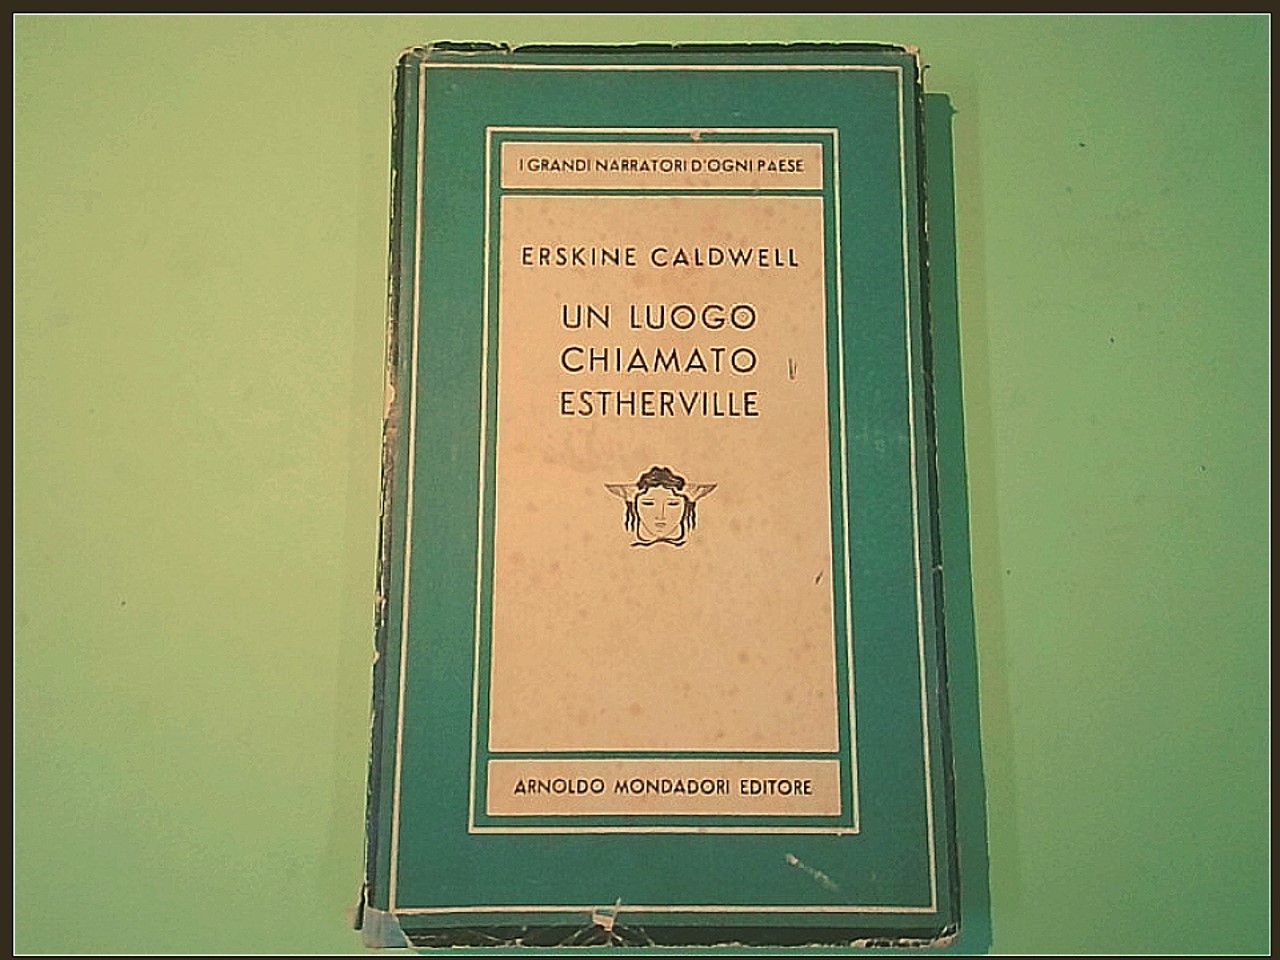 I GRANDI NARRATORI D'OGNI PAESE
ERSKINE CALDWELL
UN LUOGO
CHIAMATO
ESTHERVILLE
ARNOLDO MONDADORI EDITORE